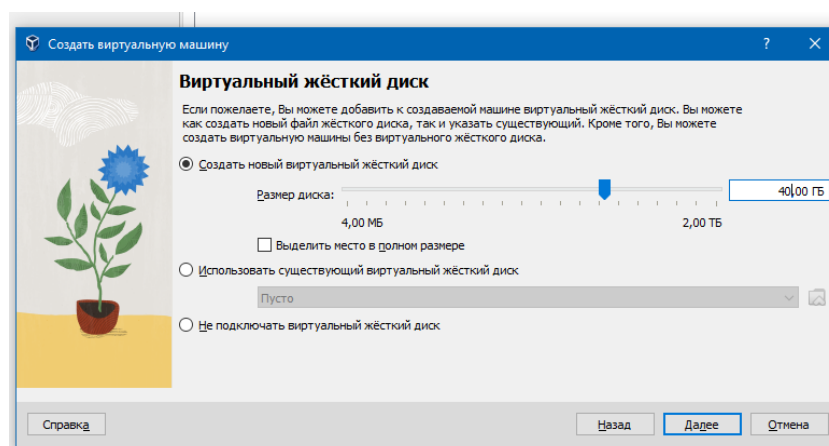 Создать виртуальную машину
?
Виртуальный жёсткий диск
Если пожелаете, Вы можете добавить к создаваемой машине виртуальный жёсткий диск. Вы можете
как создать новый файл жёсткого диска, так и указать существующий. Кроме того, Вы можете
создать виртуальную машины без виртуального жёсткого диска.
Создать новый виртуальный жёсткий диск
Размер диска:
40,00 ГБ
4,00 МБ
2,00 ТБ
Выделить место в полном размере
Использовать существующий виртуальный жёсткий диск
Пусто
Не подключать виртуальный жёсткий диск
Справка
Назад
Далее
Отмена